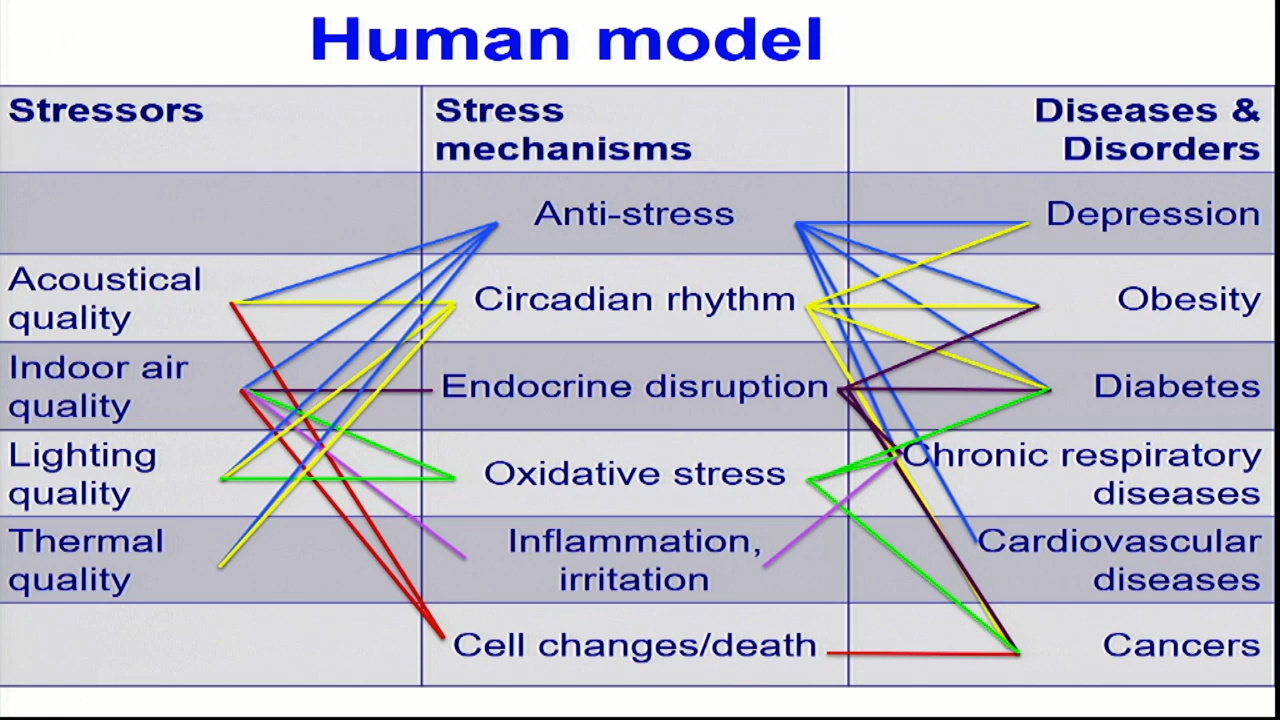 Human model
Stressors
Stress
mechanisms
Diseases &
Disorders
Anti-stress
Depression
Acoustical
quality
Circadian rhythm
Obesity
Indoor air
quality
Endocrine disruption
Diabetes
Lighting
quality
Oxidative stress
Chronic respiratory
diseases
Thermal
quality
Inflammation,
irritation
Cardiovascular
diseases
Cell changes/death
Cancers